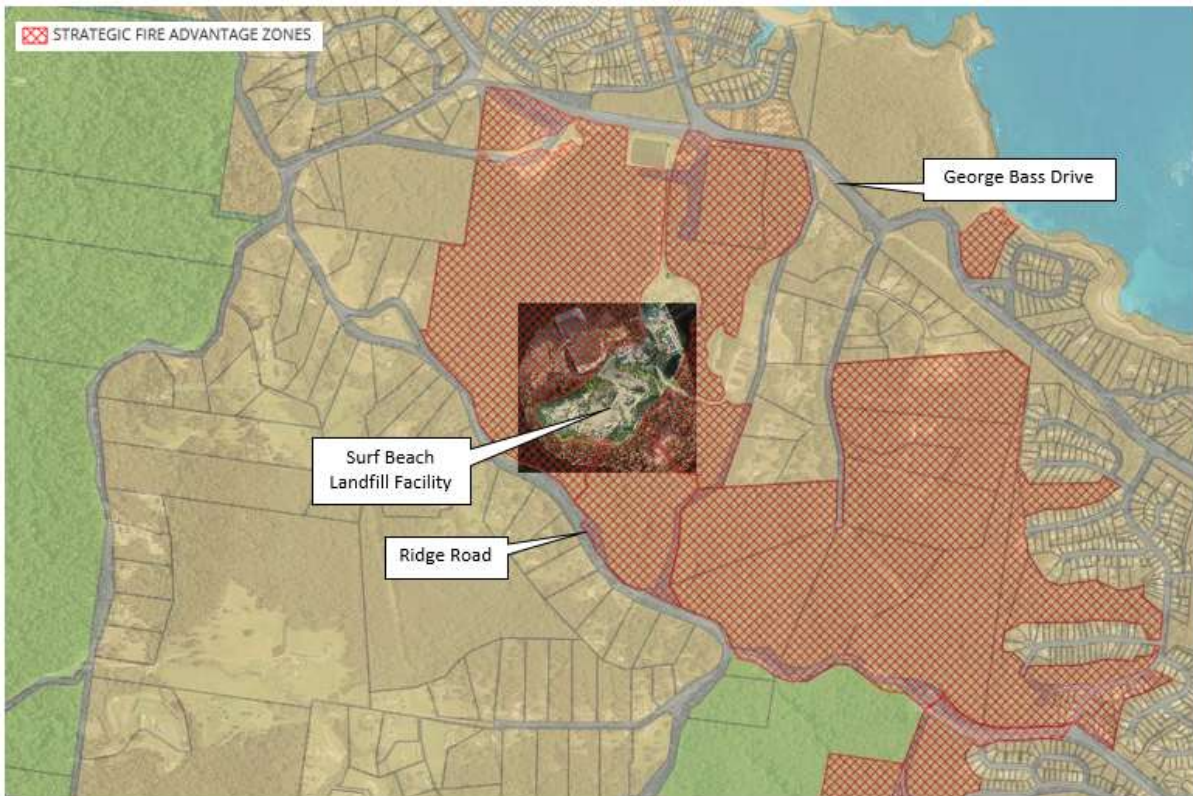 STRATEGIC FIRE ADVANTAGE ZONES
George Bass Drive
Surf Beach
Landfill Facility
Ridge Road